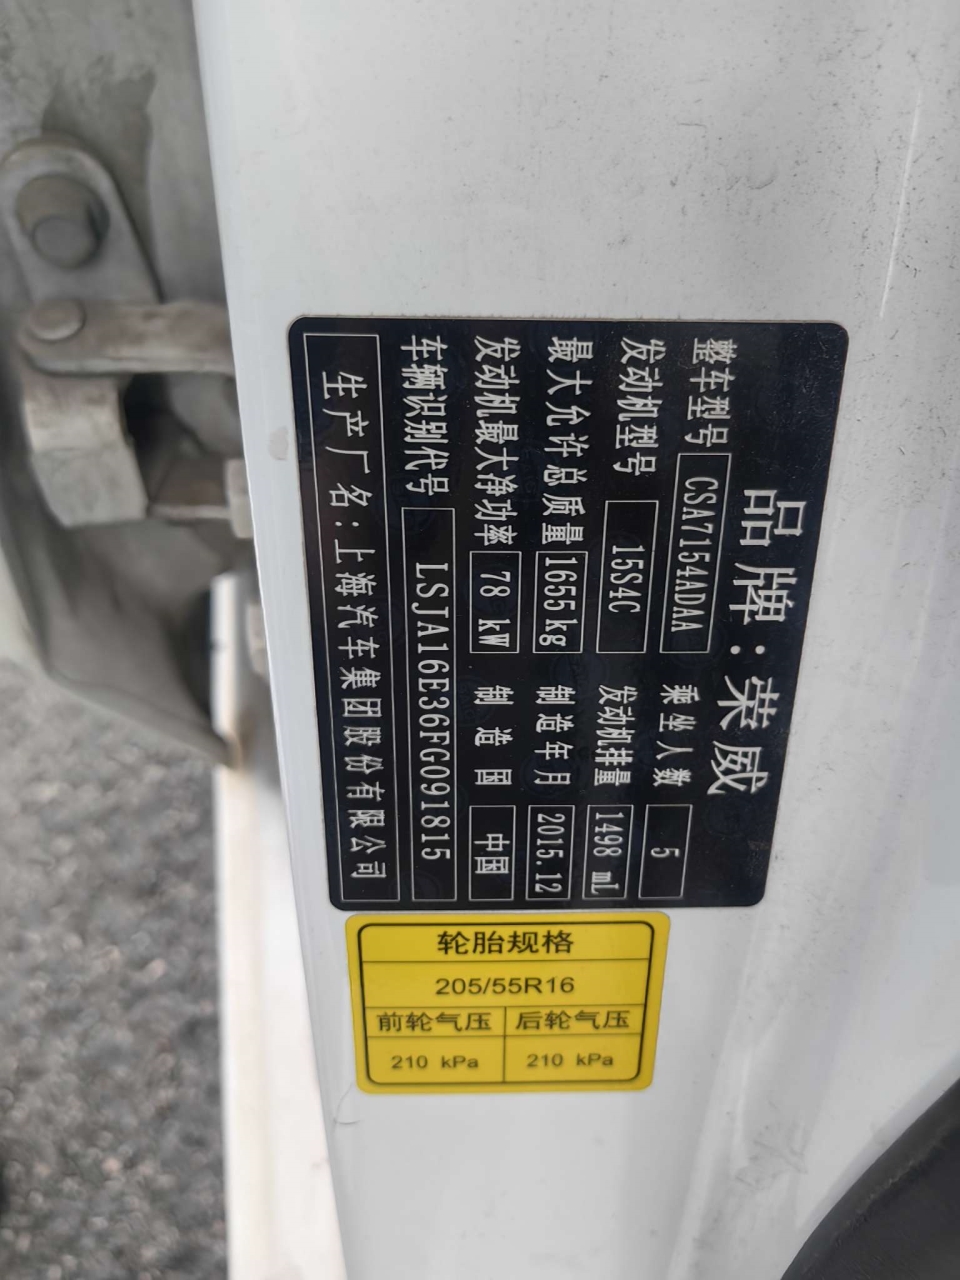 品牌:荣威
整车型号 CSA7154ADAA 乘坐人数 5
发动机型号 15S4C 发动机排量 1498 mL
最大允许总质量 1655kg 制造年月 2015.12
发动机最大净功率 78 kW 制造国 中国
车辆识别代号 LSJA16E36FG091815
生产厂名:上海汽车集团股份有限公司
轮胎规格
205/55R16
前轮气压 后轮气压
210 kPa 210 kPa